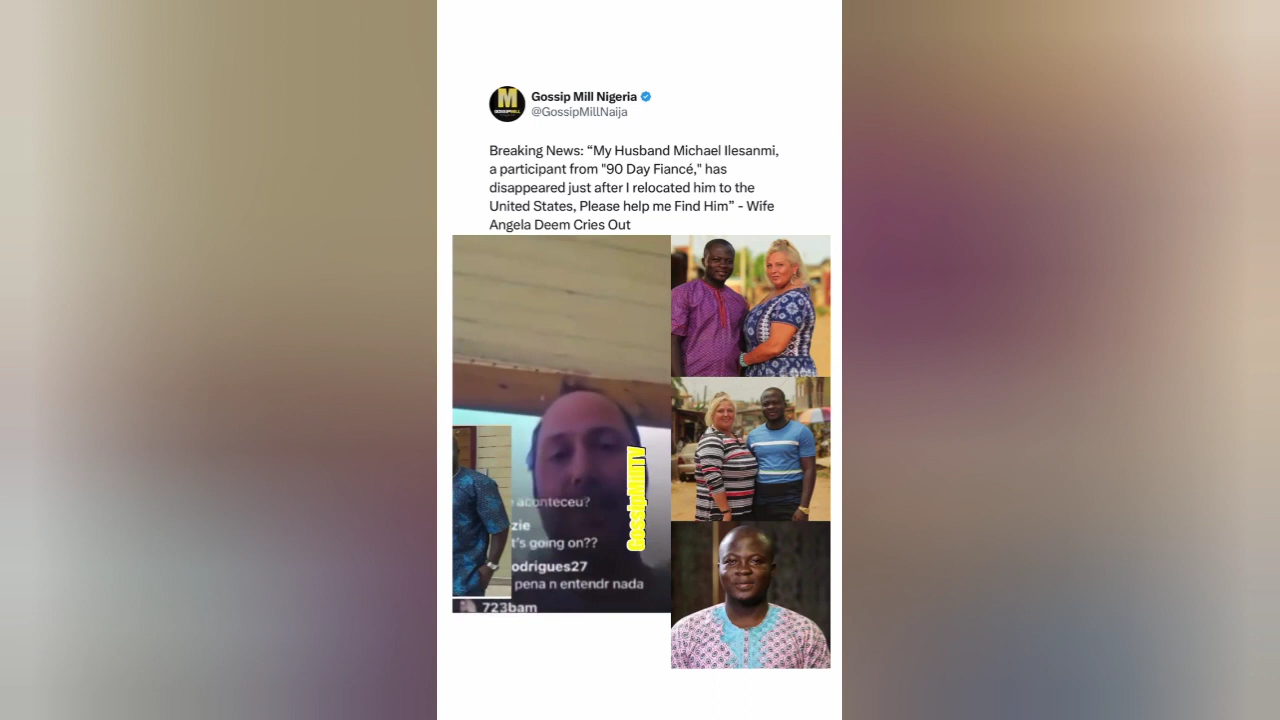 M
GOSSIPMILL
Gossip Mill Nigeria
@GossipMillNaija
Breaking News: “My Husband Michael Ilesanmi,
a participant from "90 Day Fiancé," has
disappeared just after I relocated him to the
United States, Please help me Find Him” - Wife
Angela Deem Cries Out
aconteceu?
zie
t's going on??
odrigues27
pena n entendr nada
723bam
GossipMillTV